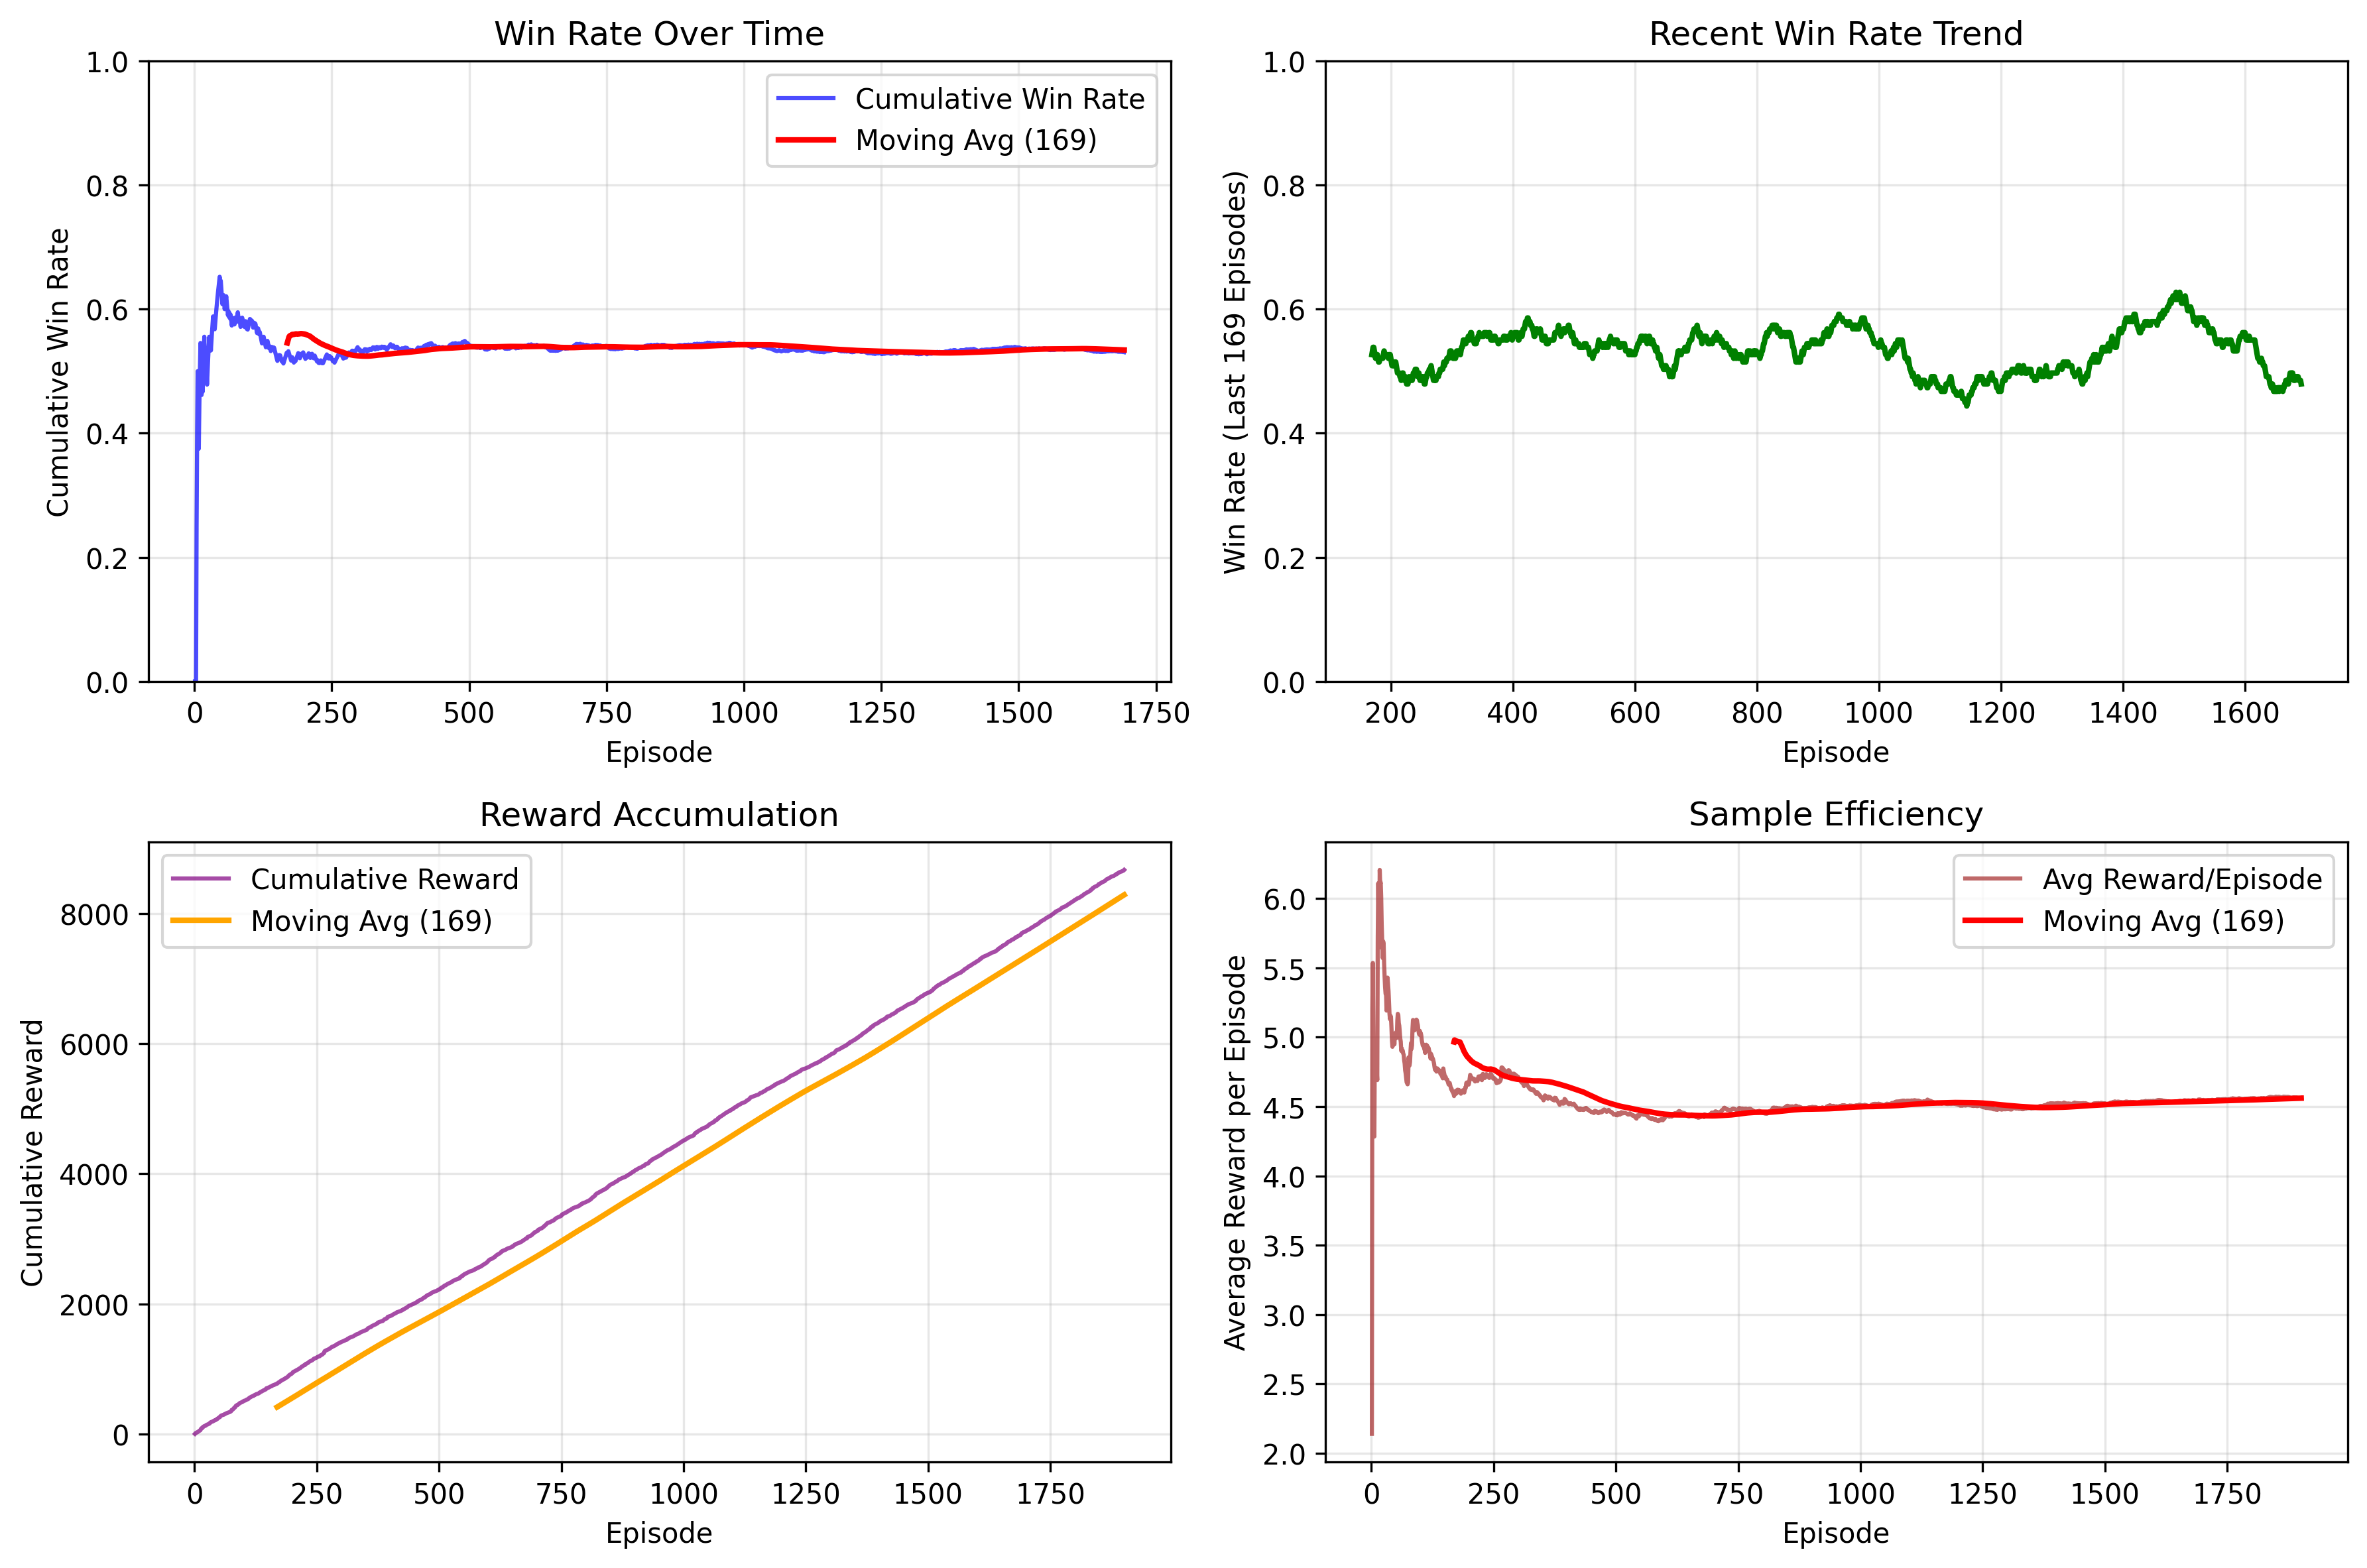 Win Rate Over Time
Cumulative Win Rate
1.0
0.8
0.6
0.4
0.2
0.0
Cumulative Win Rate
Moving Avg (169)
0 250 500 750 1000 1250 1500 1750
Episode
Recent Win Rate Trend
Win Rate (Last 169 Episodes)
1.0
0.8
0.6
0.4
0.2
0.0
200 400 600 800 1000 1200 1400 1600
Episode
Reward Accumulation
Cumulative Reward
8000
6000
4000
2000
0
Cumulative Reward
Moving Avg (169)
0 250 500 750 1000 1250 1500 1750
Episode
Sample Efficiency
Average Reward per Episode
6.0
5.5
5.0
4.5
4.0
3.5
3.0
2.5
2.0
Avg Reward/Episode
Moving Avg (169)
0 250 500 750 1000 1250 1500 1750
Episode